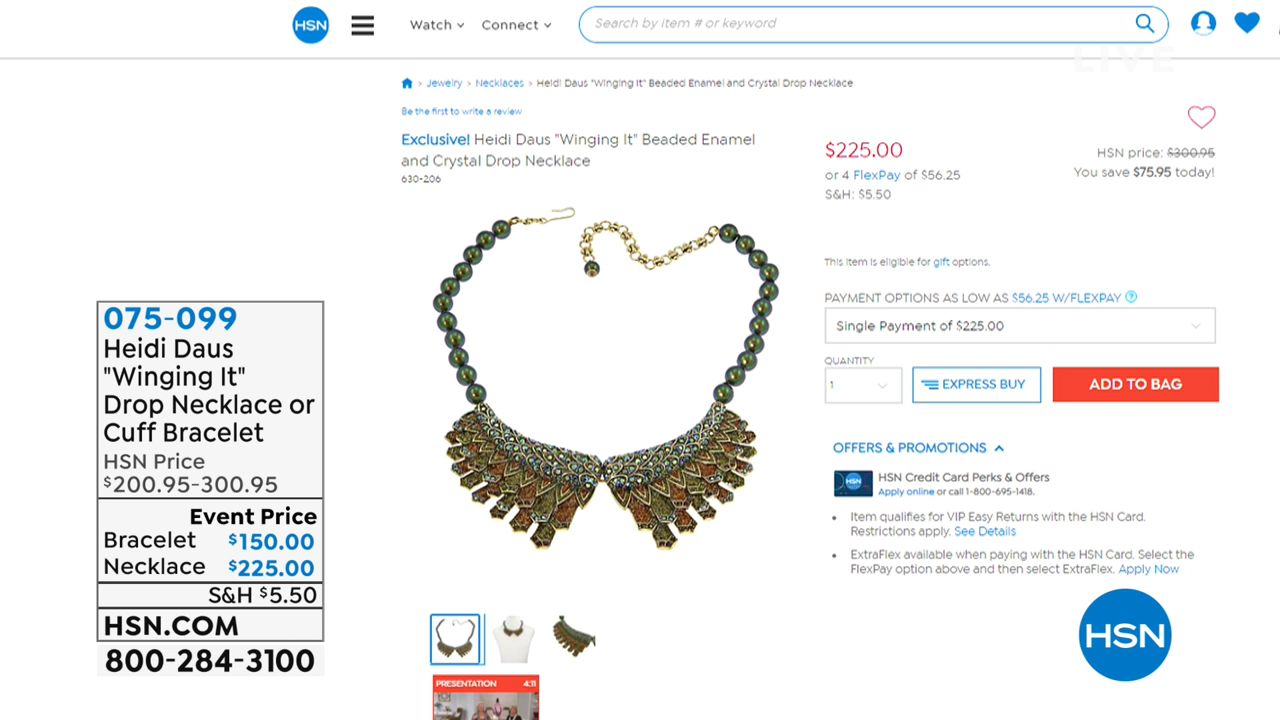 HSN
Watch
Connect
Search by item # or keyword
LIVE
Jewelry > Necklaces > Heidi Daus "Winging It" Beaded Enamel and Crystal Drop Necklace
Be the first to write a review
Exclusive! Heidi Daus "Winging It" Beaded Enamel
and Crystal Drop Necklace
630-206
$225.00
HSN price: $300.95
or 4 FlexPay of $56.25
You save $75.95 today!
S&H: $5.50
This item is eligible for gift options.
PAYMENT OPTIONS AS LOW AS $56.25 W/FLEXPAY ?
Single Payment of $225.00
QUANTITY
1
EXPRESS BUY
ADD TO BAG
OFFERS & PROMOTIONS
HSN
HSN Credit Card Perks & Offers
Apply online or call 1-800-695-1418.
• Item qualifies for VIP Easy Returns with the HSN Card.
Restrictions apply. See Details
• ExtraFlex available when paying with the HSN Card. Select the
FlexPay option above and then select ExtraFlex. Apply Now
PRESENTATION 4:11
075-099
Heidi Daus
"Winging It"
Drop Necklace or
Cuff Bracelet
HSN Price
$200.95-300.95
Event Price
Bracelet $150.00
Necklace $225.00
S&H $5.50
HSN.COM
800-284-3100
HSN